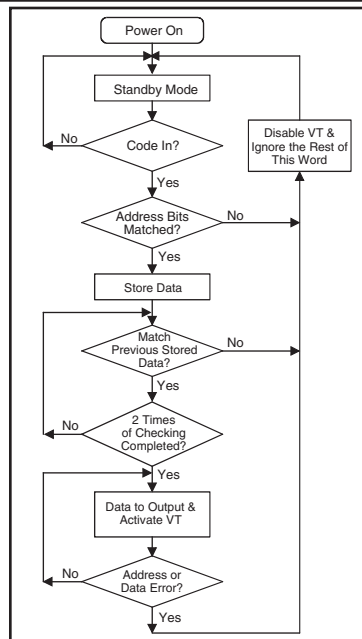 Power On
Standby Mode
No
Code In?
Disable VT &
Ignore the Rest of
This Word
Yes
Address Bits
Matched?
No
Yes
Store Data
Match
Previous Stored
Data?
No
Yes
2 Times
of Checking
Completed?
No
Yes
Data to Output &
Activate VT
No
Address or
Data Error?
Yes